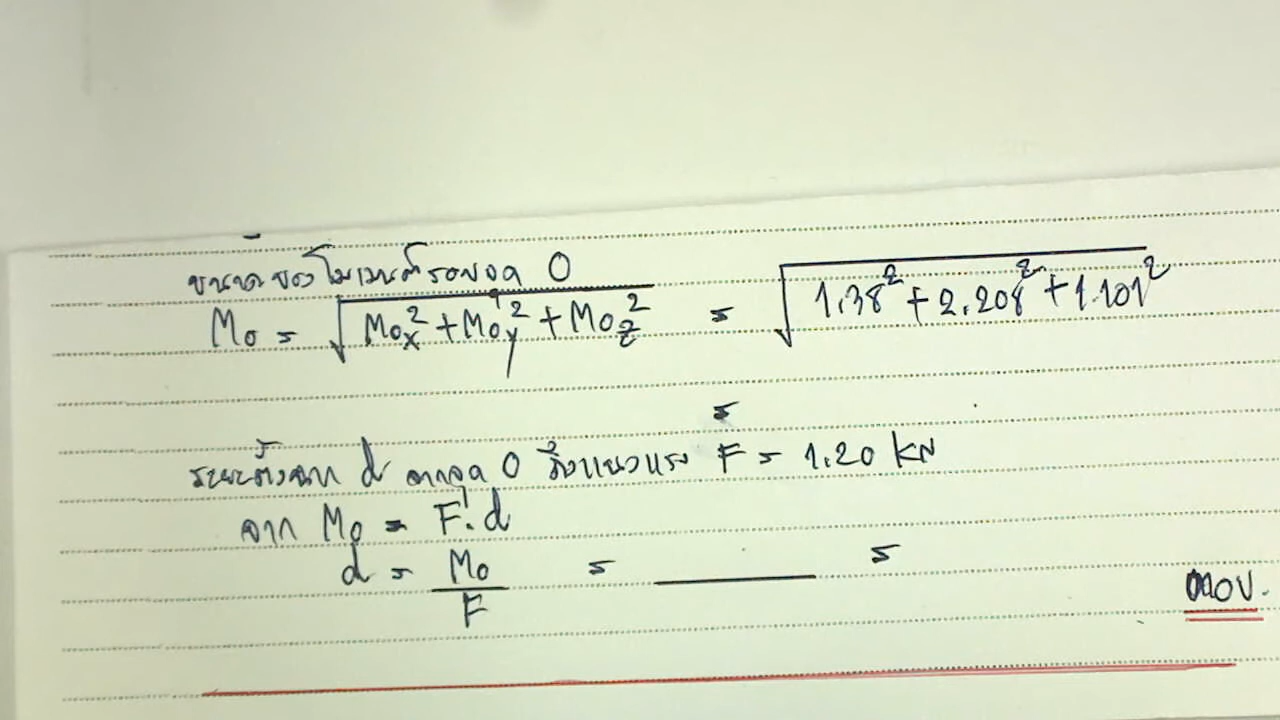 ขนาดของโมเมนต์รอบจุด O
Mo = √(Mox² + Moy² + Moz²) = √(1.38² + 2.208² + 1.101²)
=
ระยะตั้งฉาก d จากจุด O ถึงแนวแรง F = 1.20 kN
จาก Mo = F.d
d = Mo/F = ―― =
ตอบ.